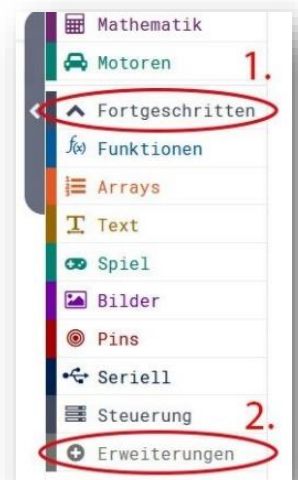 Mathematik
Motoren
1.
Fortgeschritten
f(x) Funktionen
Arrays
Text
Spiel
Bilder
Pins
Seriell
Steuerung
2.
Erweiterungen